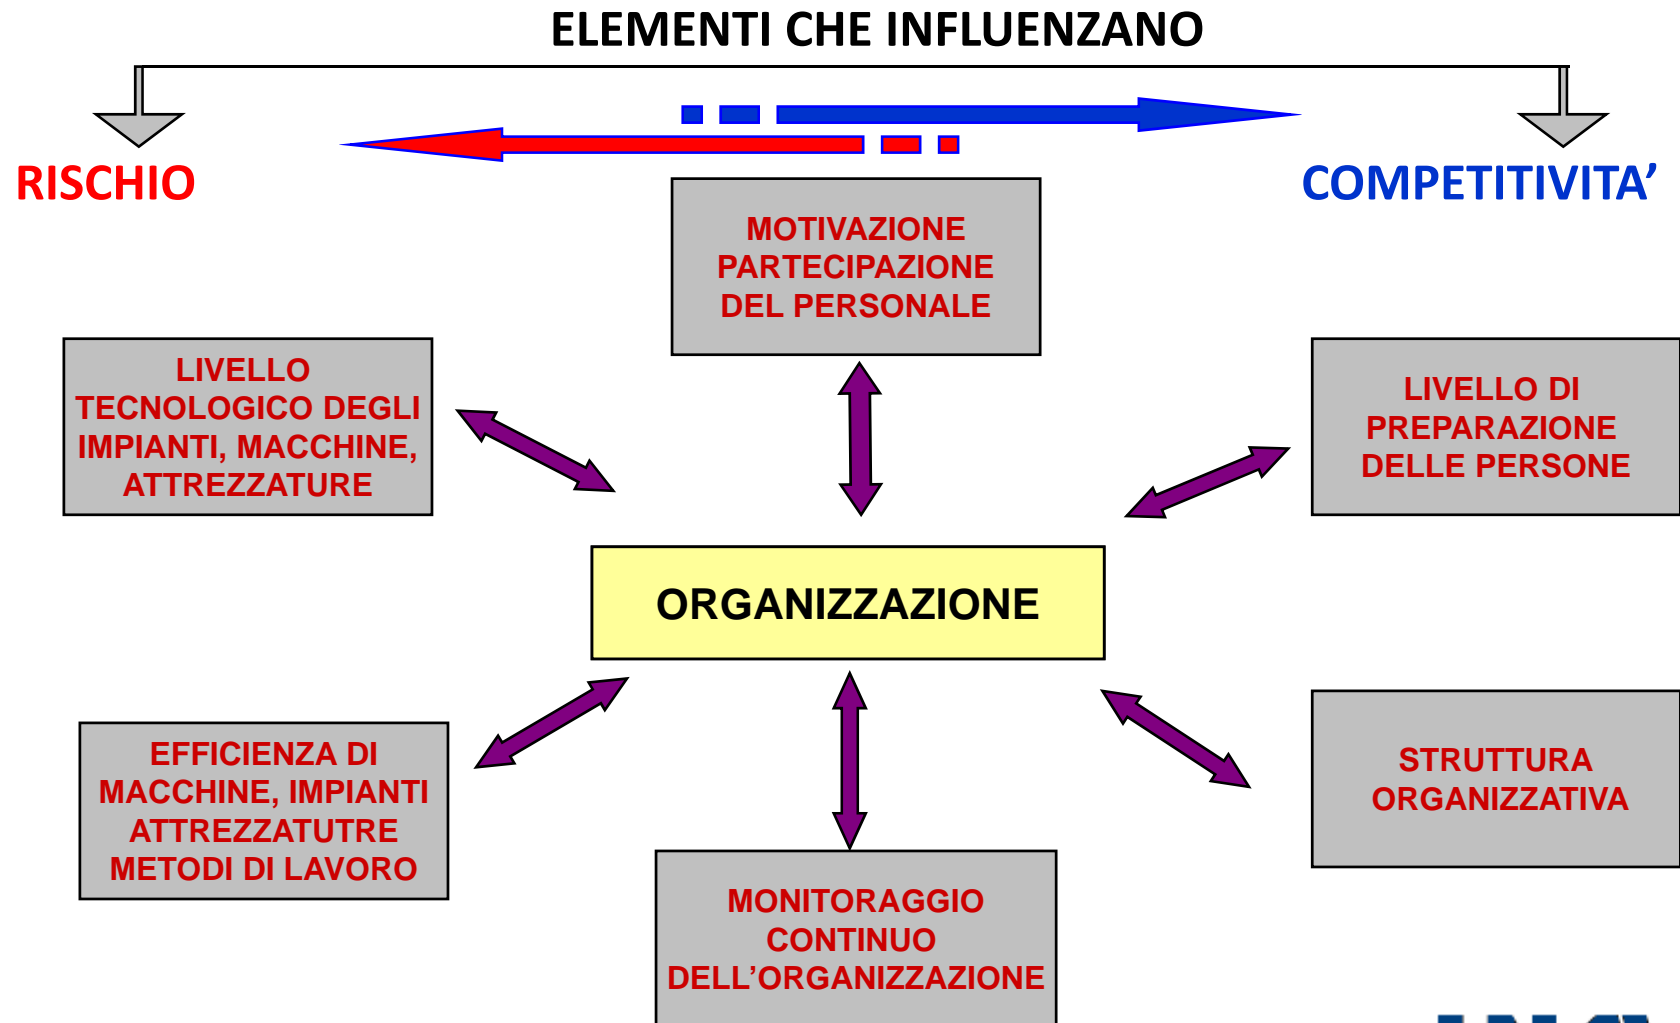 ELEMENTI CHE INFLUENZANO
RISCHIO
COMPETITIVITA’
MOTIVAZIONE
PARTECIPAZIONE
DEL PERSONALE
LIVELLO
TECNOLOGICO DEGLI
IMPIANTI, MACCHINE,
ATTREZZATURE
LIVELLO DI
PREPARAZIONE
DELLE PERSONE
ORGANIZZAZIONE
EFFICIENZA DI
MACCHINE, IMPIANTI
ATTREZZATUTRE
METODI DI LAVORO
STRUTTURA
ORGANIZZATIVA
MONITORAGGIO
CONTINUO
DELL’ORGANIZZAZIONE